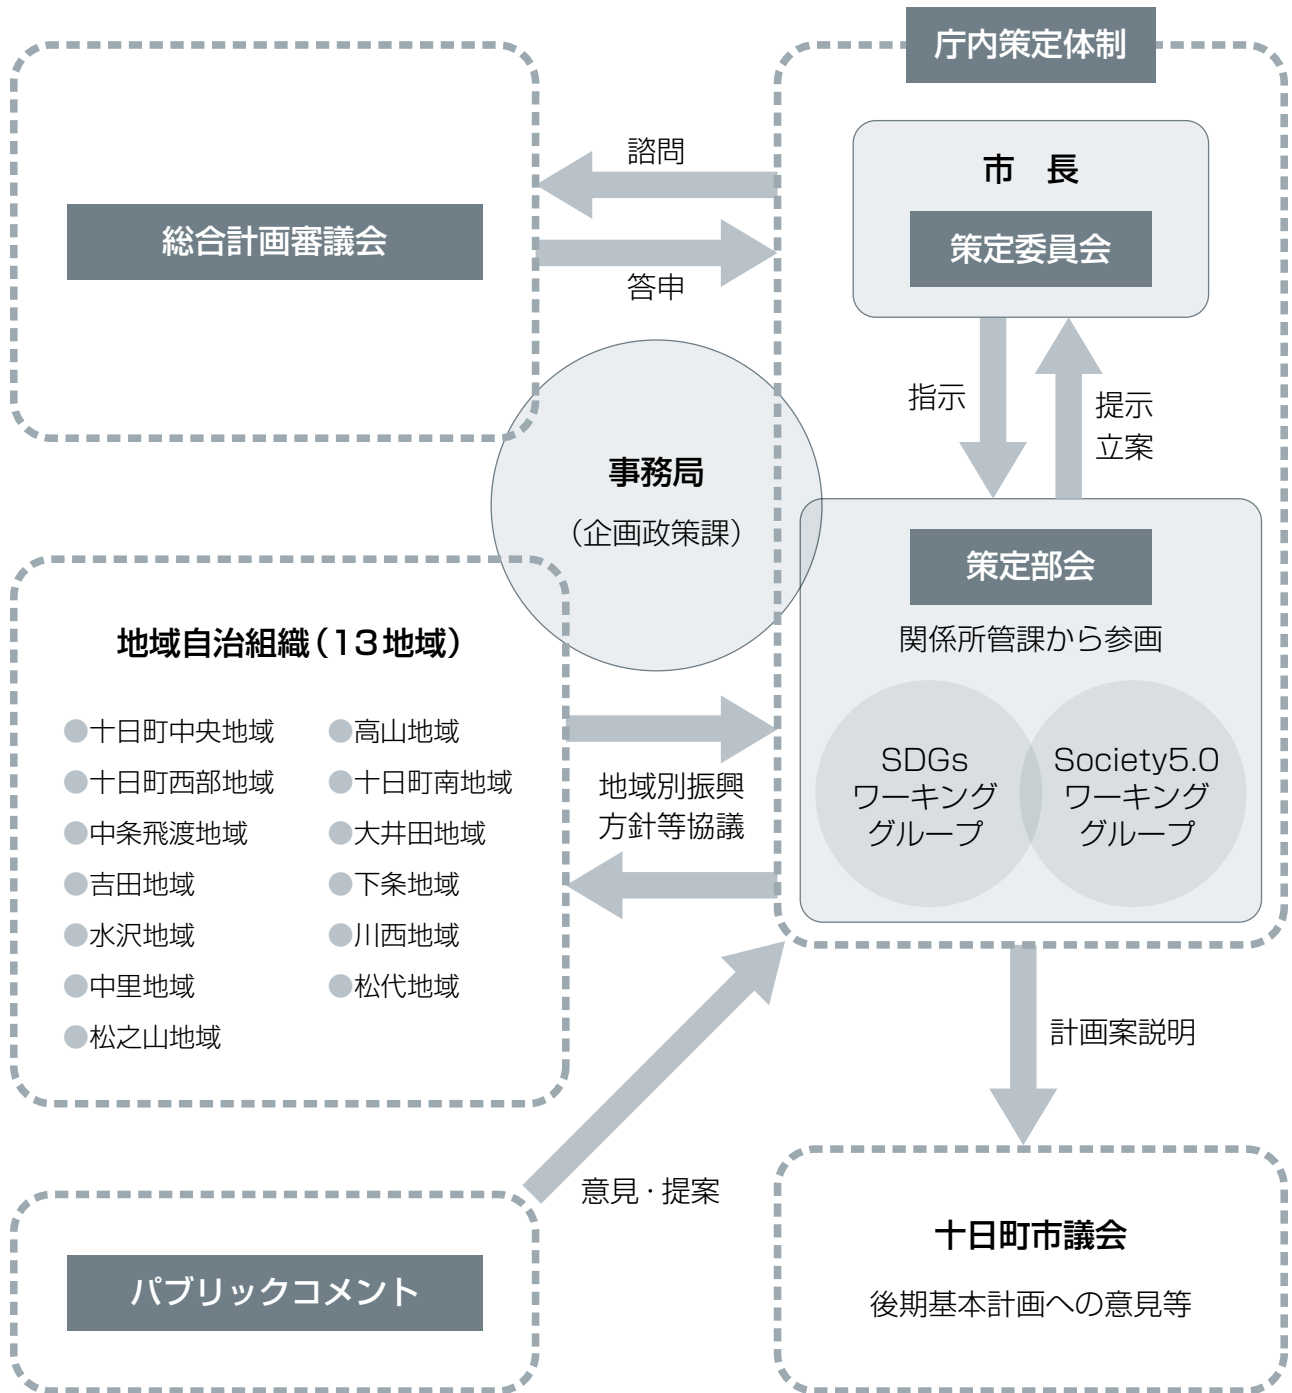 庁内策定体制
市　長
策定委員会
諮問
総合計画審議会
答申
指示
提示
立案
事務局
（企画政策課）
策定部会
関係所管課から参画
SDGs
ワーキング
グループ
Society5.0
ワーキング
グループ
地域自治組織（13地域）
●十日町中央地域
●高山地域
●十日町西部地域
●十日町南地域
●中条飛渡地域
●大井田地域
●吉田地域
●下条地域
●水沢地域
●川西地域
●中里地域
●松代地域
●松之山地域
地域別振興
方針等協議
計画案説明
意見・提案
パブリックコメント
十日町市議会
後期基本計画への意見等